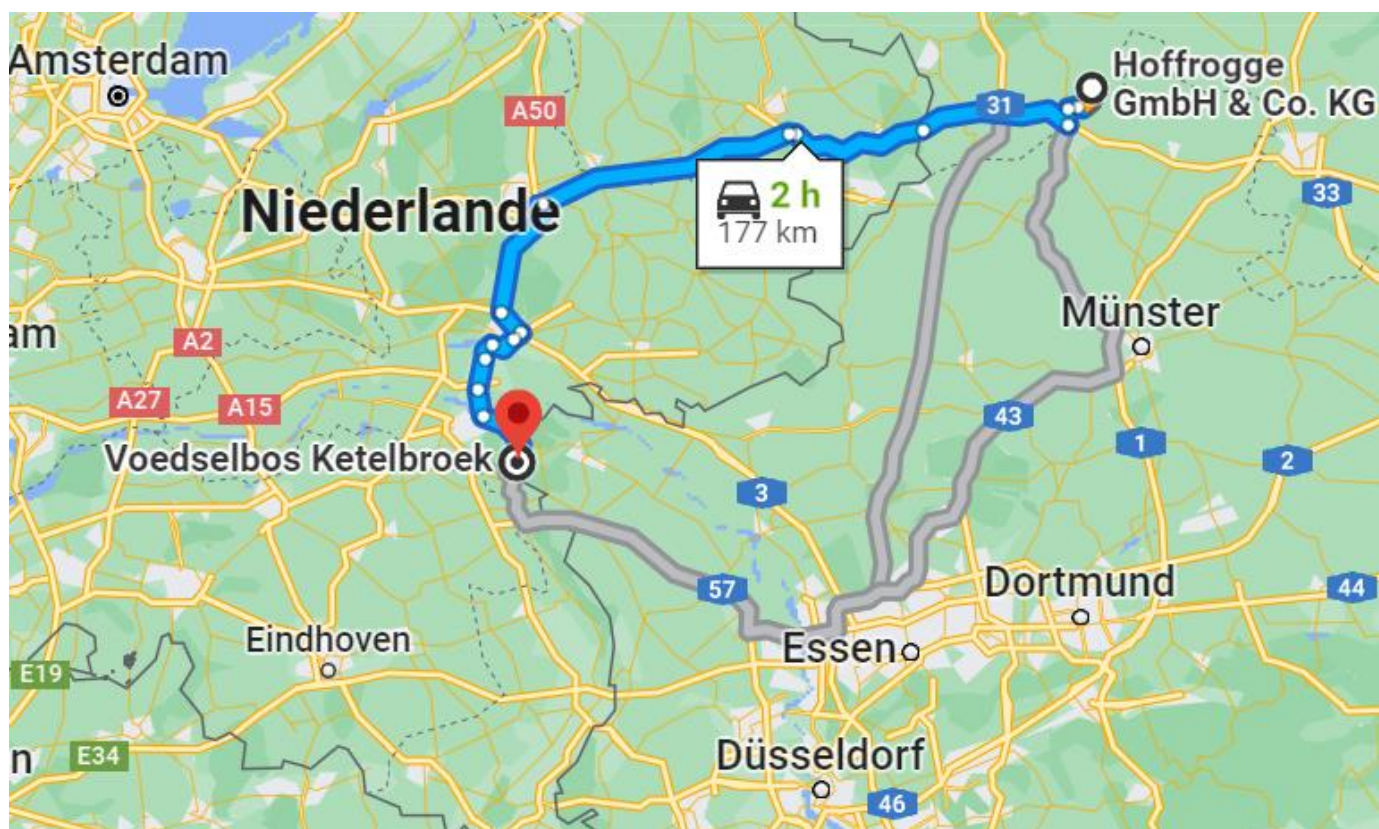 Amsterdam
Hoffrogge
GmbH & Co. KG
A50
31
Niederlande
2 h
177 km
33
Münster
A2
A27
A15
43
Voedselbos Ketelbroek
1
2
3
57
Dortmund
44
Eindhoven
Essen
E19
E34
Düsseldorf
46